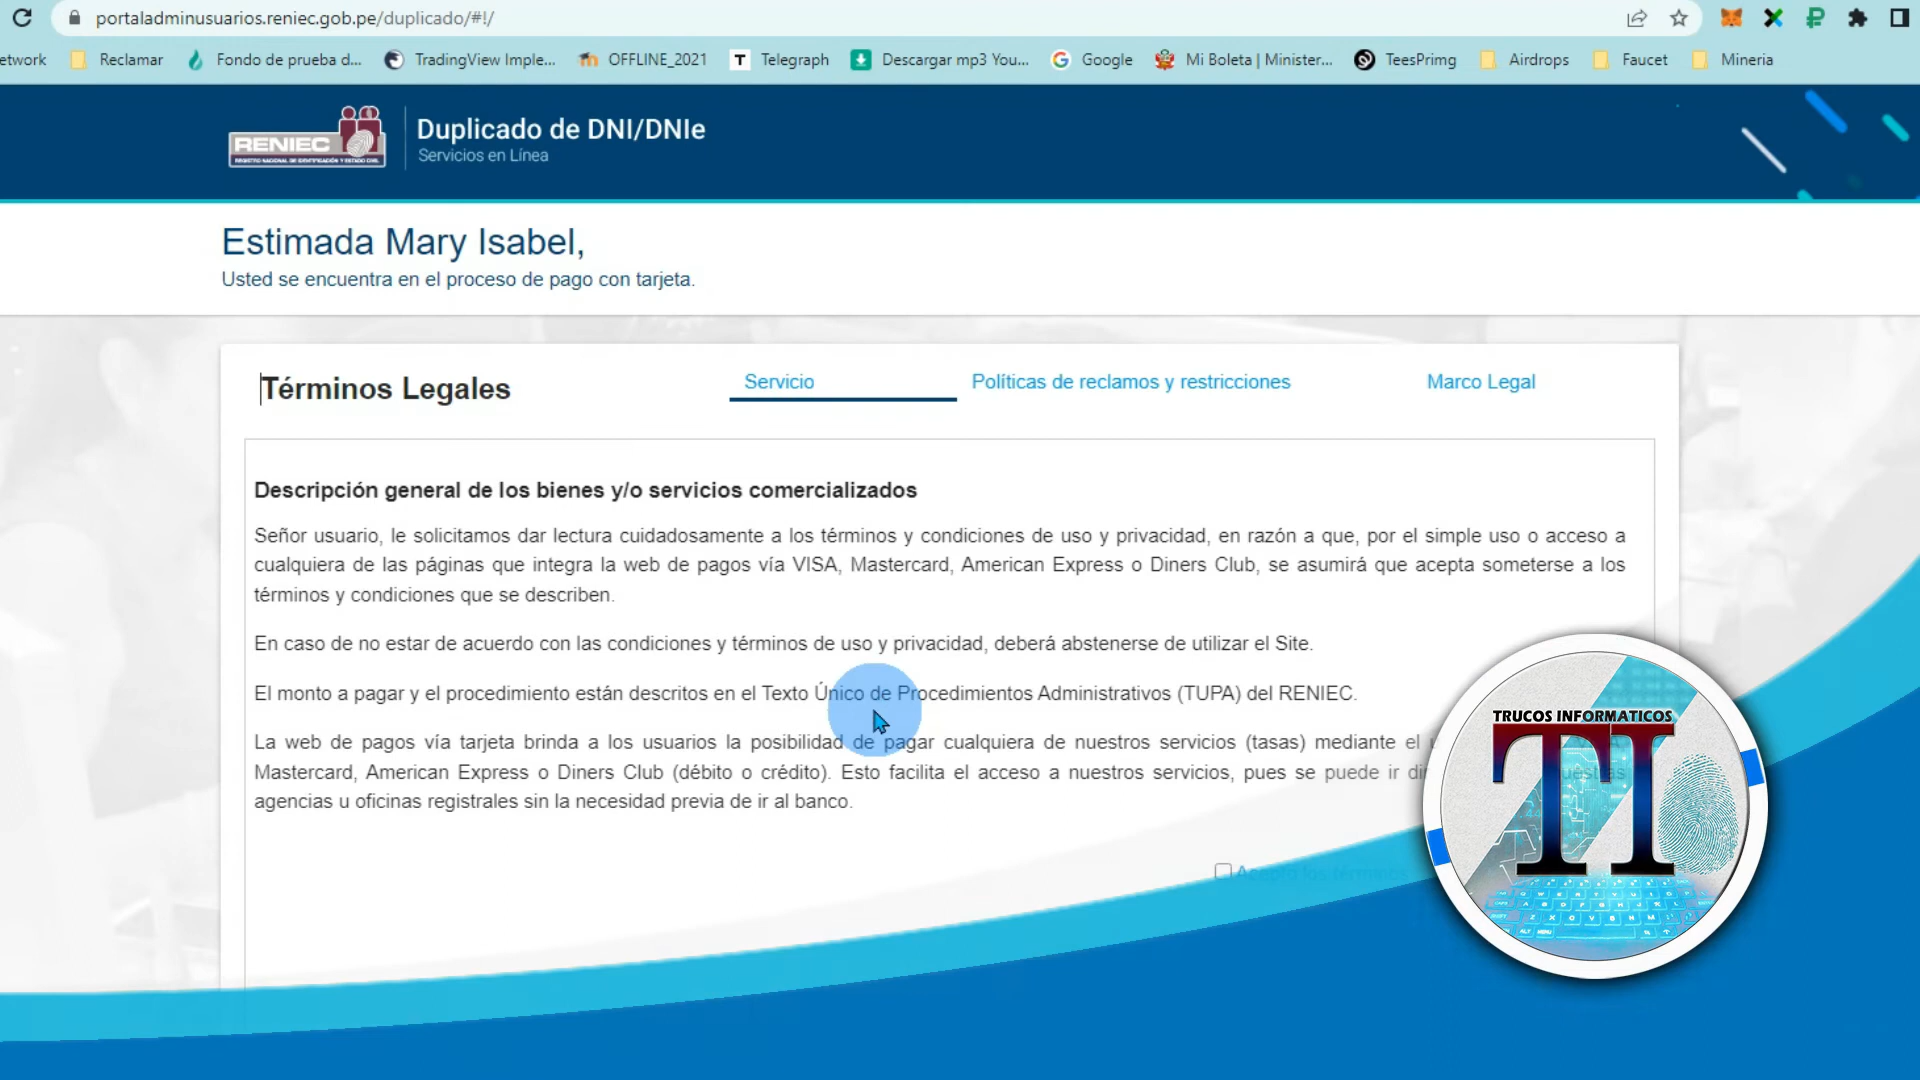 portaladminusuarios.reniec.gob.pe/duplicado/#!/
etwork Reclamar Fondo de prueba d... TradingView Imple... OFFLINE_2021 T Telegraph Descargar mp3 You... Google Mi Boleta | Minister... TeesPrimg Airdrops Faucet Mineria
RENIEC
REGISTRO NACIONAL DE IDENTIFICACIÓN Y ESTADO CIVIL
Duplicado de DNI/DNIe
Servicios en Línea
Estimada Mary Isabel,
Usted se encuentra en el proceso de pago con tarjeta.
Términos Legales
Servicio
Políticas de reclamos y restricciones
Marco Legal
Descripción general de los bienes y/o servicios comercializados
Señor usuario, le solicitamos dar lectura cuidadosamente a los términos y condiciones de uso y privacidad, en razón a que, por el simple uso o acceso a
cualquiera de las páginas que integra la web de pagos vía VISA, Mastercard, American Express o Diners Club, se asumirá que acepta someterse a los
términos y condiciones que se describen.
En caso de no estar de acuerdo con las condiciones y términos de uso y privacidad, deberá abstenerse de utilizar el Site.
El monto a pagar y el procedimiento están descritos en el Texto Único de Procedimientos Administrativos (TUPA) del RENIEC.
La web de pagos vía tarjeta brinda a los usuarios la posibilidad de pagar cualquiera de nuestros servicios (tasas) mediante el
Mastercard, American Express o Diners Club (débito o crédito). Esto facilita el acceso a nuestros servicios, pues se puede ir
agencias u oficinas registrales sin la necesidad previa de ir al banco.
Acepto los términos
TRUCOS INFORMATICOS
TI